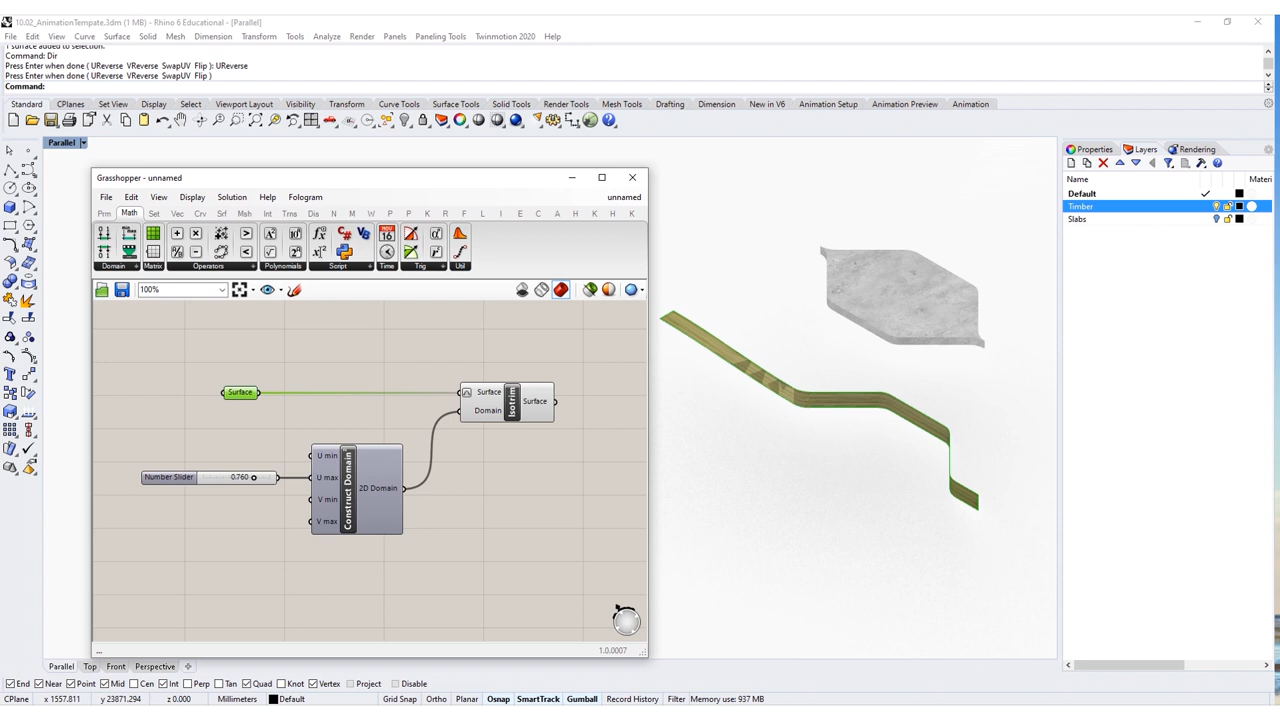 10.02_AnimationTempate.3dm (1 MB) - Rhino 6 Educational - [Parallel]
File Edit View Curve Surface Solid Mesh Dimension Transform Tools Analyze Render Panels Paneling Tools Twinmotion 2020 Help
1 surface added to selection.
Command: Dir
Press Enter when done ( UReverse VReverse SwapUV Flip ): UReverse
Press Enter when done ( UReverse VReverse SwapUV Flip )
Command:
Standard CPlanes Set View Display Select Viewport Layout Visibility Transform Curve Tools Surface Tools Solid Tools Mesh Tools Render Tools Drafting Dimension New in V6 Animation Setup Animation Preview Animation
Parallel
Properties Layers Rendering
Name Materi
Default
Timber
Slabs
Grasshopper - unnamed
File Edit View Display Solution Help Fologram unnamed
Prm Math Set Vec Crv Srf Msh Int Trns Dis N M W P K R P F L I S E C A H K
Domain Matrix Operators Polynomials Script Time Trig Util
100%
Surface
Surface
Domain
Isotrim
Surface
Number Slider 0.760
U min
U max
V min
V max
Construct Domain²
2D Domain
...
1.0.0007
Parallel Top Front Perspective
End Near Point Mid Cen Int Perp Tan Quad Knot Vertex Project Disable
CPlane x 1557.811 y 23871.294 z 0.000 Millimeters Default Grid Snap Ortho Planar Osnap SmartTrack Gumball Record History Filter Memory use: 937 MB